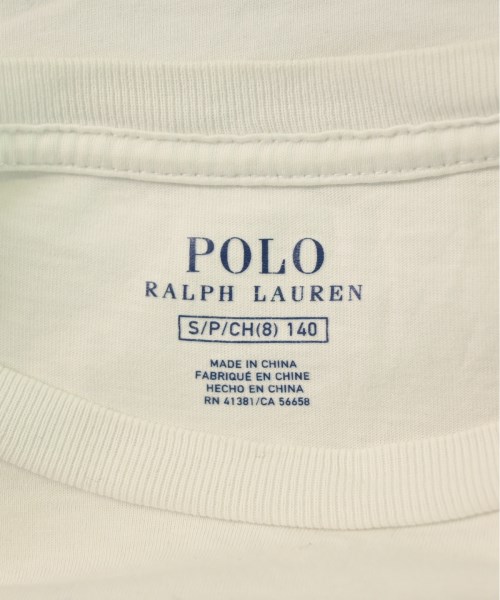 POLO
RALPH LAUREN
S/P/CH(8) 140
MADE IN CHINA
FABRIQUÉ EN CHINE
HECHO EN CHINA
RN 41381/CA 56658